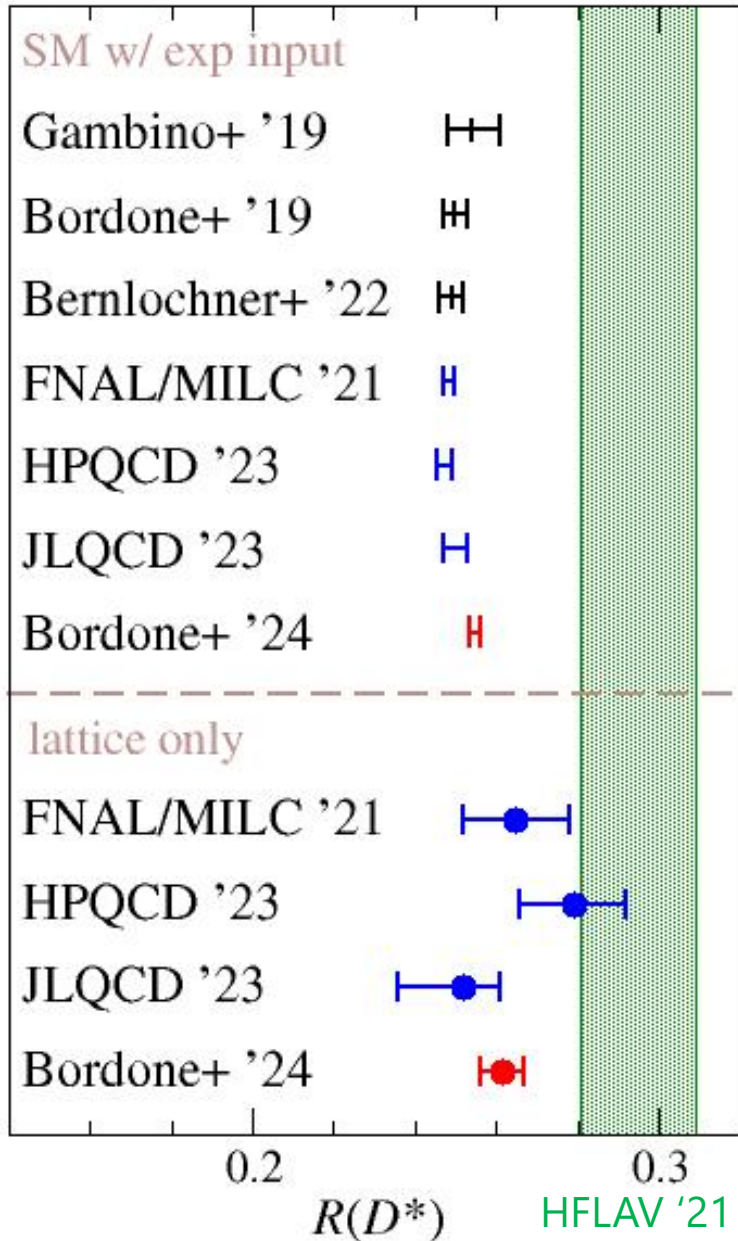 SM w/ exp input
Gambino+ ’19
Bordone+ ’19
Bernlochner+ ’22
FNAL/MILC ’21
HPQCD ’23
JLQCD ’23
Bordone+ ’24
lattice only
FNAL/MILC ’21
HPQCD ’23
JLQCD ’23
Bordone+ ’24
0.2 0.3
R(D*) HFLAV ‘21